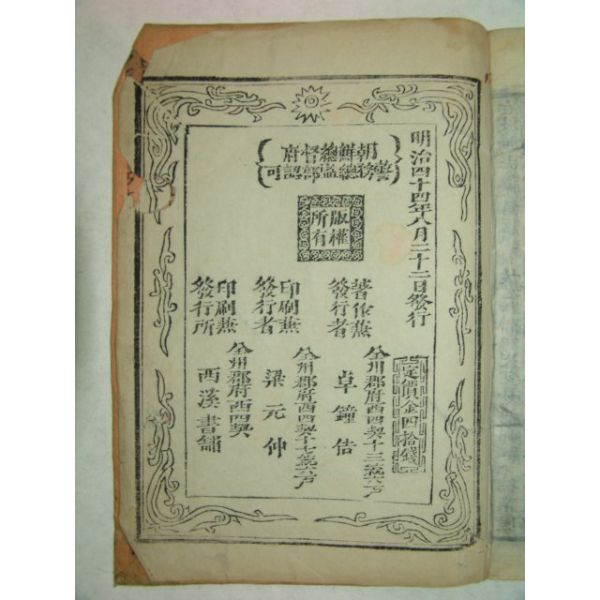 明治四十四年八月二十二日發行
朝鮮總督府
警務總監部認可
版權
所有
定價金四拾錢
著作兼
發行者
全州郡府西四契十三統六戶
卓鐘佶
印刷兼
發行者
全州郡府西四契十七統六戶
梁元仲
印刷兼
發行所
全州郡府西四契
西溪書鋪